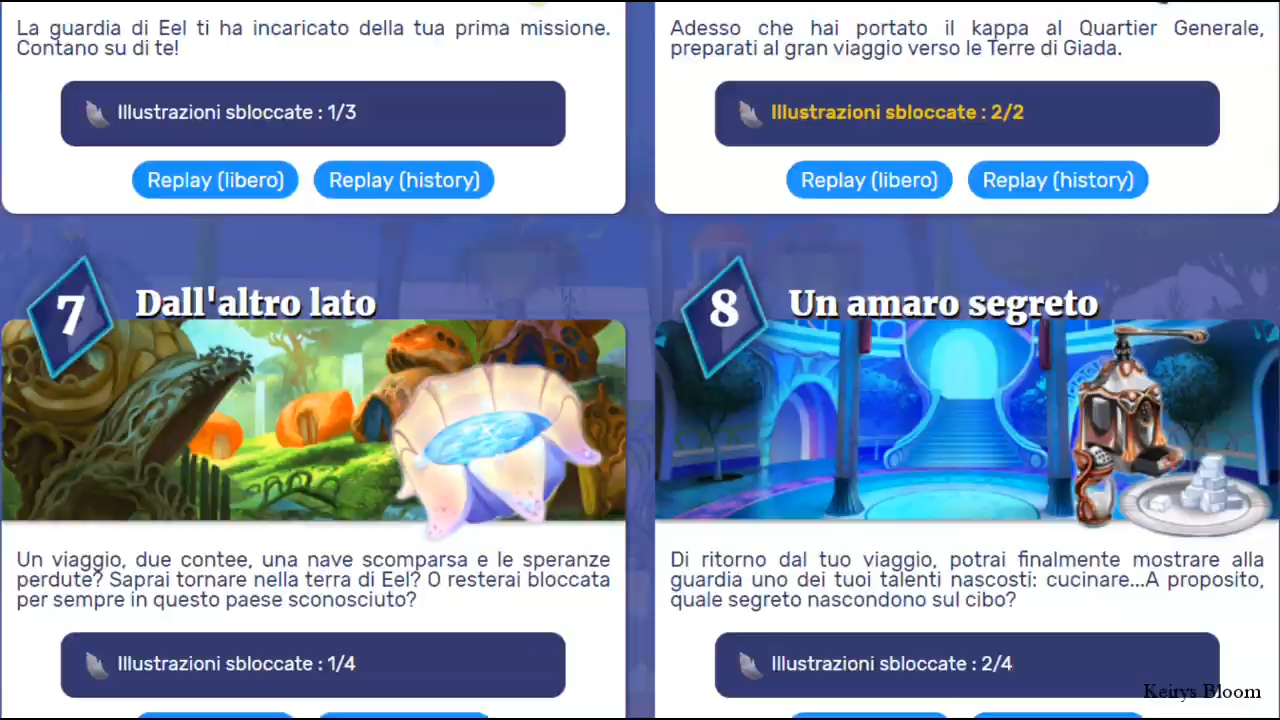 La guardia di Eel ti ha incaricato della tua prima missione.
Contano su di te!
Illustrazioni sbloccate : 1/3
Replay (libero)
Replay (history)
Adesso che hai portato il kappa al Quartier Generale,
preparati al gran viaggio verso le Terre di Giada.
Illustrazioni sbloccate : 2/2
Replay (libero)
Replay (history)
7
Dall'altro lato
Un viaggio, due contee, una nave scomparsa e le speranze
perdute? Saprai tornare nella terra di Eel? O resterai bloccata
per sempre in questo paese sconosciuto?
Illustrazioni sbloccate : 1/4
8
Un amaro segreto
Di ritorno dal tuo viaggio, potrai finalmente mostrare alla
guardia uno dei tuoi talenti nascosti: cucinare...A proposito,
quale segreto nascondono sul cibo?
Illustrazioni sbloccate : 2/4
Keirys Bloom